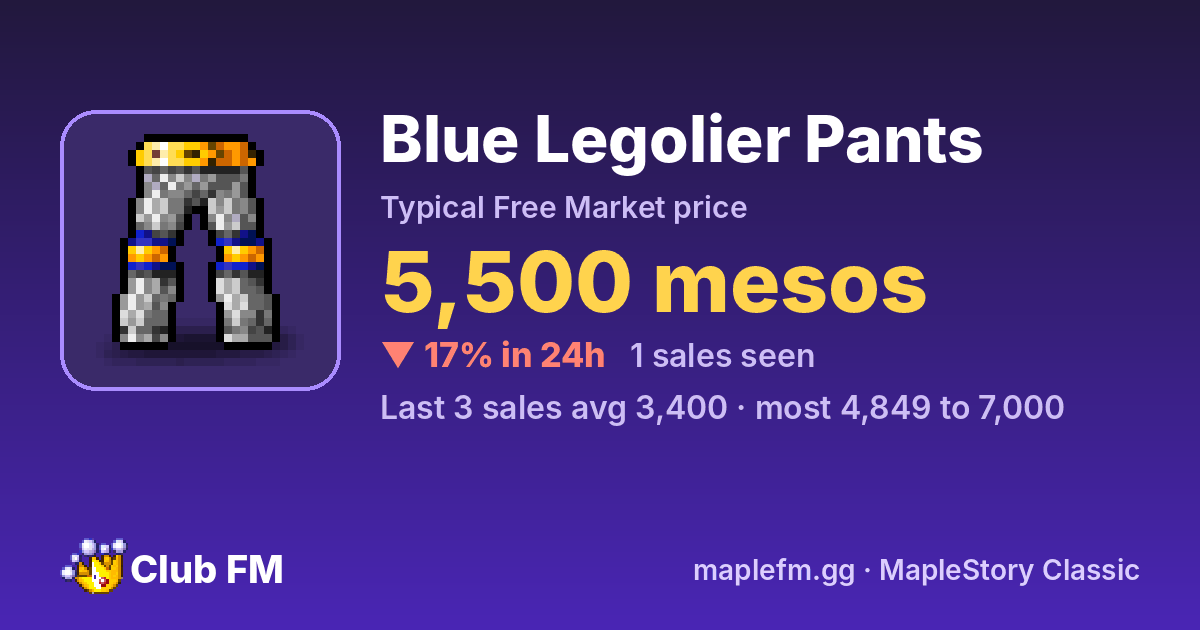 Blue Legolier Pants
Typical Free Market price
5,500 mesos
▼ 17% in 24h 1 sales seen
Last 3 sales avg 3,400 · most 4,849 to 7,000
Club FM
maplefm.gg · MapleStory Classic